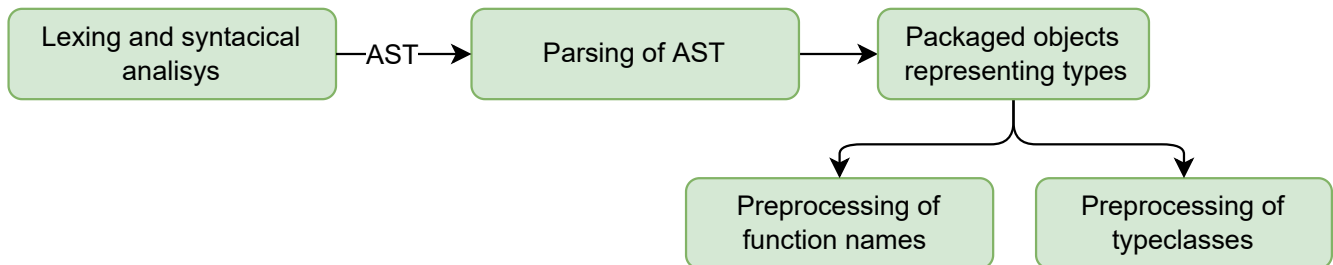 Lexing and syntacical
analisys
AST
Parsing of AST
Packaged objects
representing types
Preprocessing of
function names
Preprocessing of
typeclasses